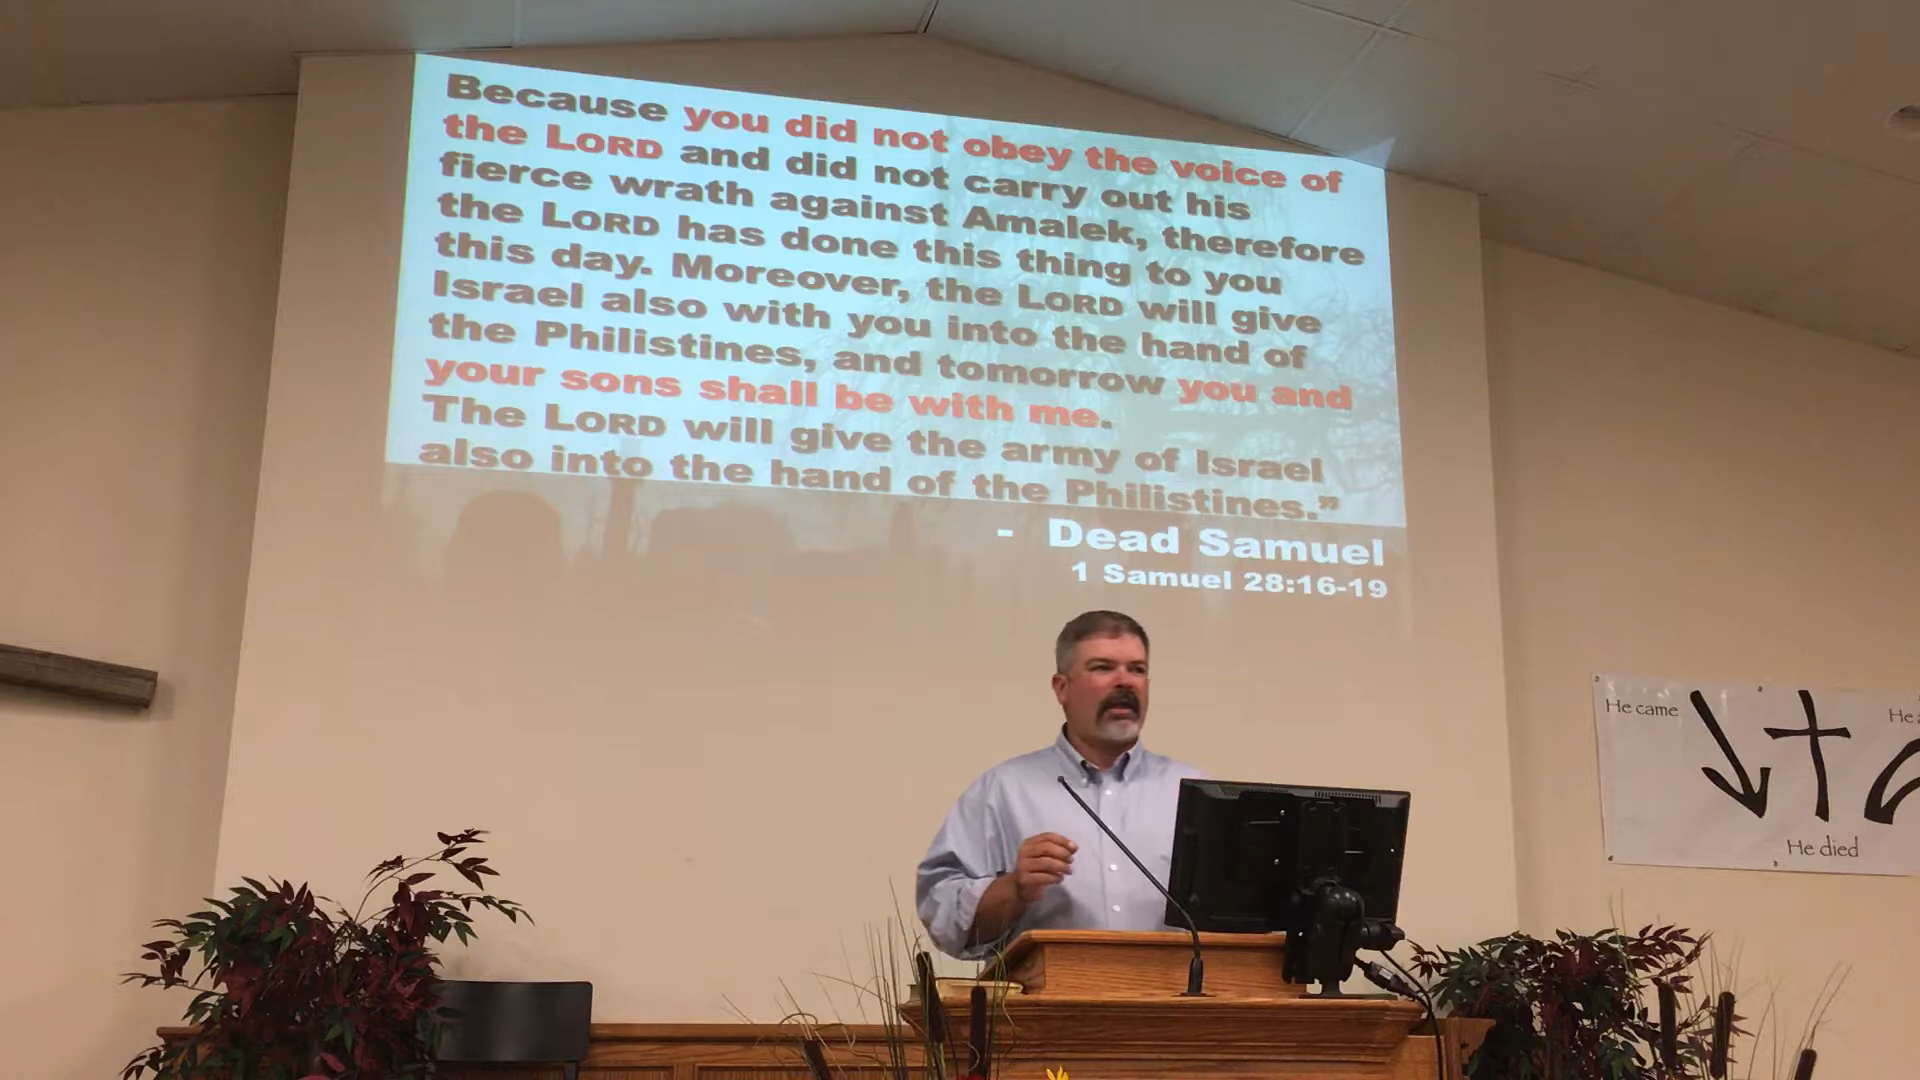 Because you did not obey the voice of
the LORD and did not carry out his
fierce wrath against Amalek, therefore
the LORD has done this thing to you
this day. Moreover, the LORD will give
Israel also with you into the hand of
the Philistines, and tomorrow you and
your sons shall be with me.
The LORD will give the army of Israel
also into the hand of the Philistines.”
- Dead Samuel
1 Samuel 28:16-19
He came
He
He died